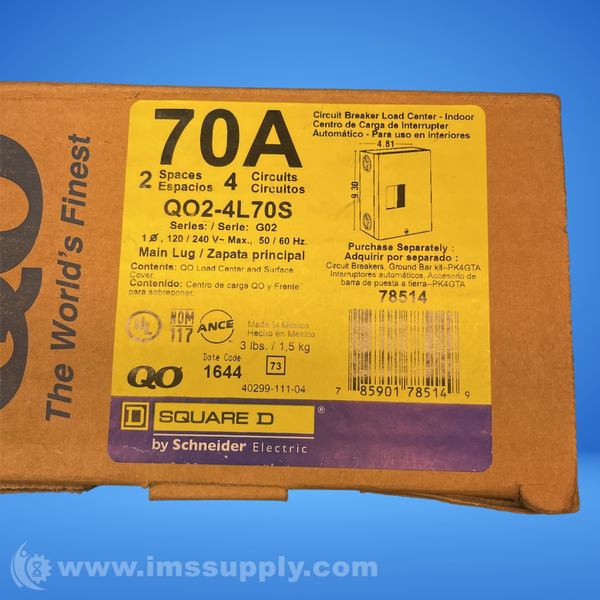 QO
The World's Finest
70A
2 Spaces Espacios 4 Circuits Circuitos
QO2-4L70S
Series: / Serie: G02
1 Ø, 120 / 240 V~ Max., 50 / 60 Hz.
Main Lug / Zapata principal
Contents: QO Load Center and Surface
Cover.
Contenido: Centro de carga QO y Frente
para sobreponer.
Circuit Breaker Load Center - Indoor
Centro de Carga de Interrupter
Automático - Para uso en interiores
4.81
9.30
Purchase Separately :
Adquirir por separado :
Circuit Breakers, Ground Bar kit--PK4GTA
Interruptores automáticos, Accesorio de
barra de puesta a tierra--PK4GTA
78514
UL NOM 117 ANCE
Made in Mexico
Hecho en Mexico
3 lbs. / 1,5 kg
QO
Date Code
1644
73
40299-111-04
7 85901 78514 9
D SQUARE D ®
by Schneider Electric
www.imssupply.com